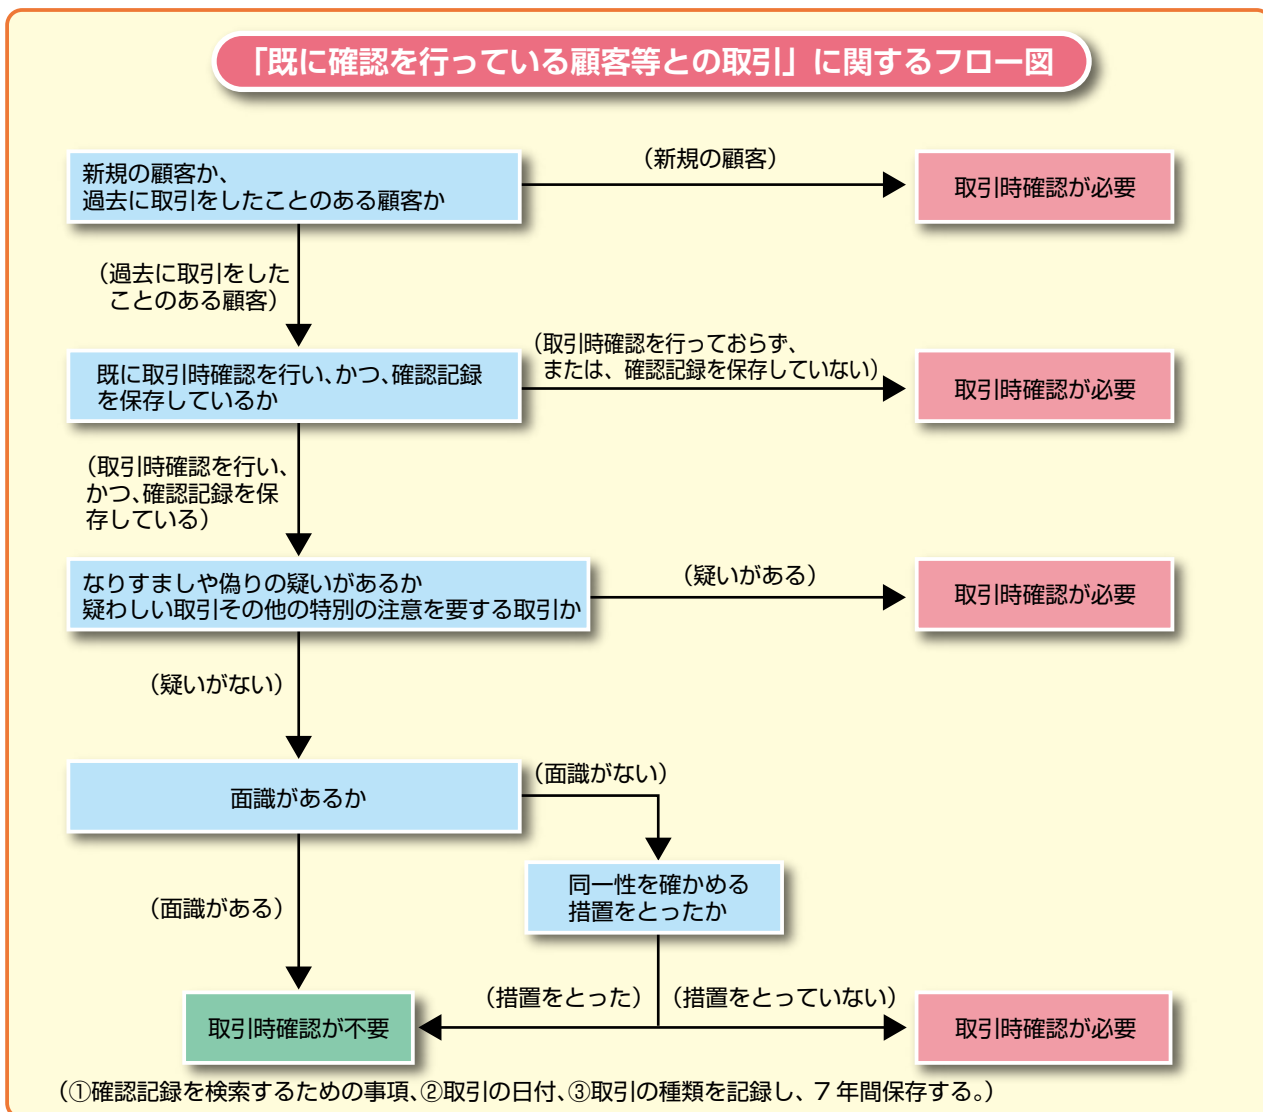 「既に確認を行っている顧客等との取引」に関するフロー図
新規の顧客か、
過去に取引をしたことのある顧客か
（新規の顧客）
取引時確認が必要
（過去に取引をした
ことのある顧客）
既に取引時確認を行い、かつ、確認記録
を保存しているか
（取引時確認を行っておらず、
または、確認記録を保存していない）
取引時確認が必要
（取引時確認を行い、
かつ、確認記録を保
存している）
なりすましや偽りの疑いがあるか
疑わしい取引その他の特別の注意を要する取引か
（疑いがある）
取引時確認が必要
（疑いがない）
面識があるか
（面識がない）
同一性を確かめる
措置をとったか
（面識がある）
（措置をとった）
（措置をとっていない）
取引時確認が不要
取引時確認が必要
（①確認記録を検索するための事項、②取引の日付、③取引の種類を記録し、７年間保存する。）